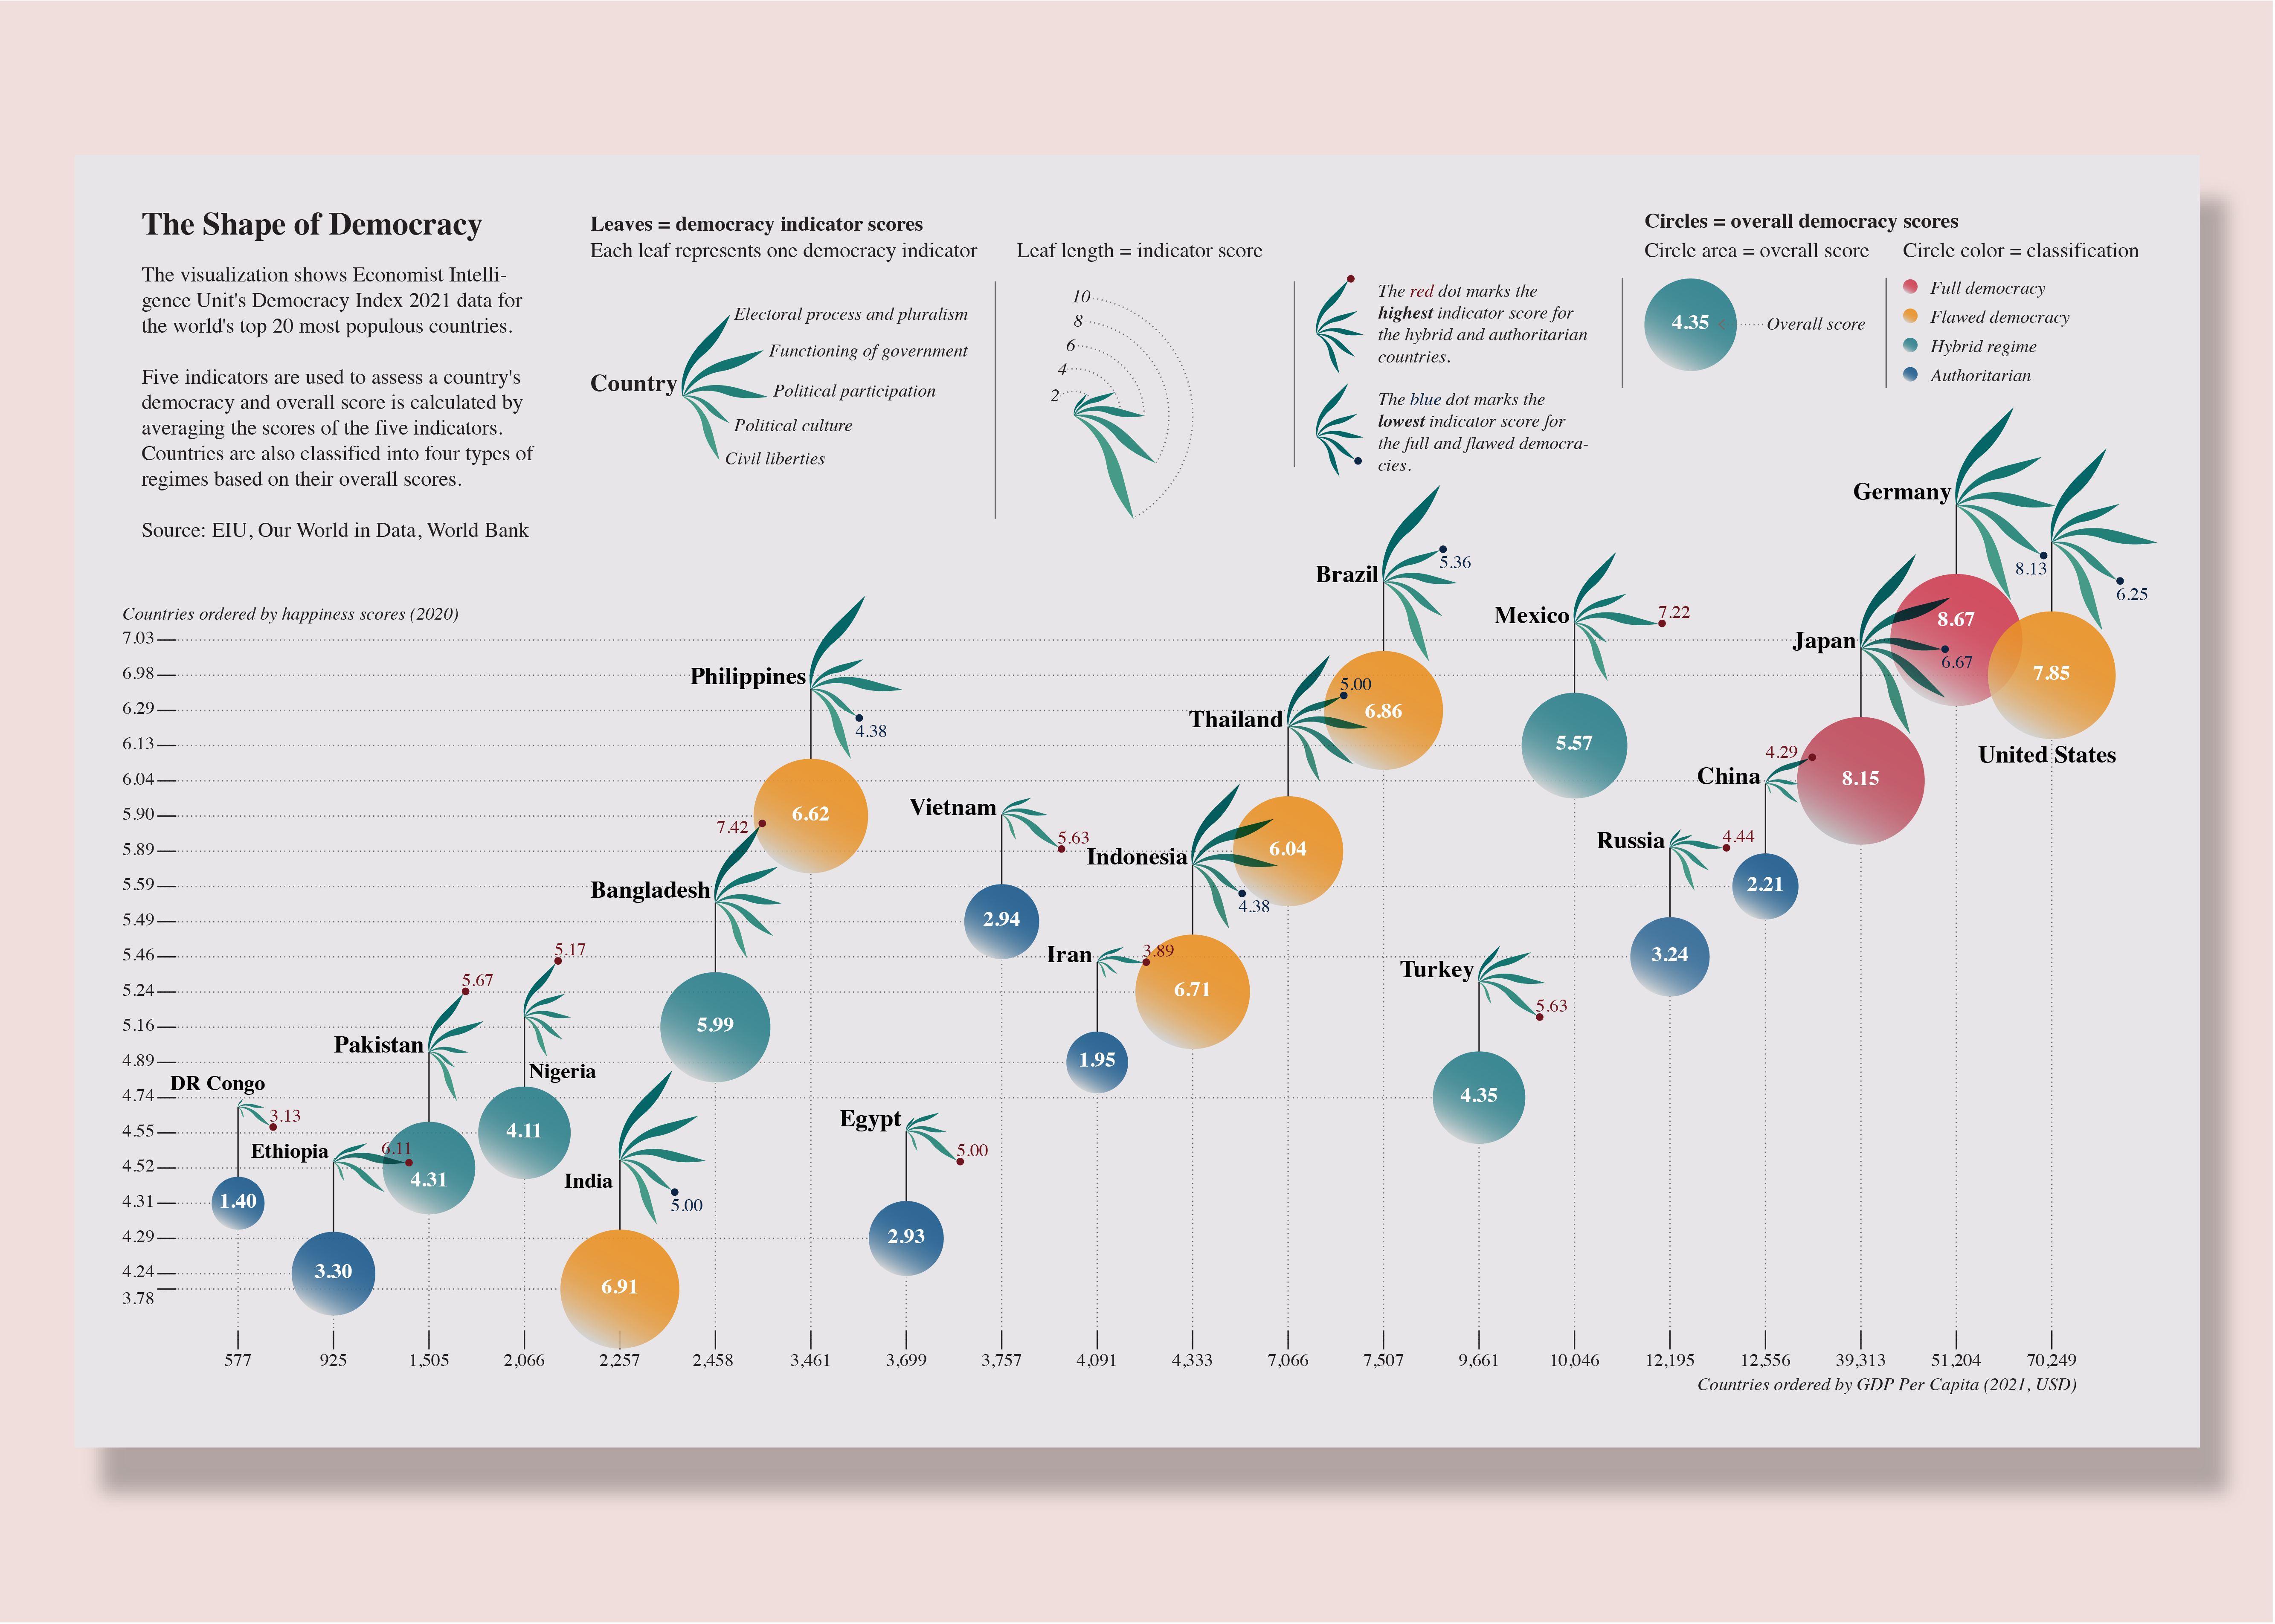 The Shape of Democracy
The visualization shows Economist Intelli-
gence Unit's Democracy Index 2021 data for
the world's top 20 most populous countries.
Five indicators are used to assess a country's
democracy and overall score is calculated by
averaging the scores of the five indicators.
Countries are also classified into four types of
regimes based on their overall scores.
Source: EIU, Our World in Data, World Bank
Leaves = democracy indicator scores
Each leaf represents one democracy indicator
Country
Electoral process and pluralism
Functioning of government
Political participation
Political culture
Civil liberties
Leaf length = indicator score
10
8
6
4
2
The red dot marks the
highest indicator score for
the hybrid and authoritarian
countries.
The blue dot marks the
lowest indicator score for
the full and flawed democra-
cies.
Circles = overall democracy scores
Circle area = overall score
4.35
Overall score
Circle color = classification
Full democracy
Flawed democracy
Hybrid regime
Authoritarian
Countries ordered by happiness scores (2020)
7.03
6.98
6.29
6.13
6.04
5.90
5.89
5.59
5.49
5.46
5.24
5.16
4.89
4.74
4.55
4.52
4.31
4.29
4.24
3.78
DR Congo
3.13
1.40
Ethiopia
6.11
3.30
Pakistan
5.67
4.31
Nigeria
5.17
4.11
India
5.00
6.91
Bangladesh
7.42
5.99
Philippines
4.38
6.62
Egypt
5.00
2.93
Vietnam
5.63
2.94
Iran
3.89
1.95
Indonesia
4.38
6.71
Thailand
5.00
6.04
Brazil
5.36
6.86
Turkey
5.63
4.35
Mexico
7.22
5.57
Russia
4.44
3.24
China
4.29
2.21
Japan
6.67
8.15
Germany
8.13
8.67
6.25
7.85
United States
577
925
1,505
2,066
2,257
2,458
3,461
3,699
3,757
4,091
4,333
7,066
7,507
9,661
10,046
12,195
12,556
39,313
51,204
70,249
Countries ordered by GDP Per Capita (2021, USD)